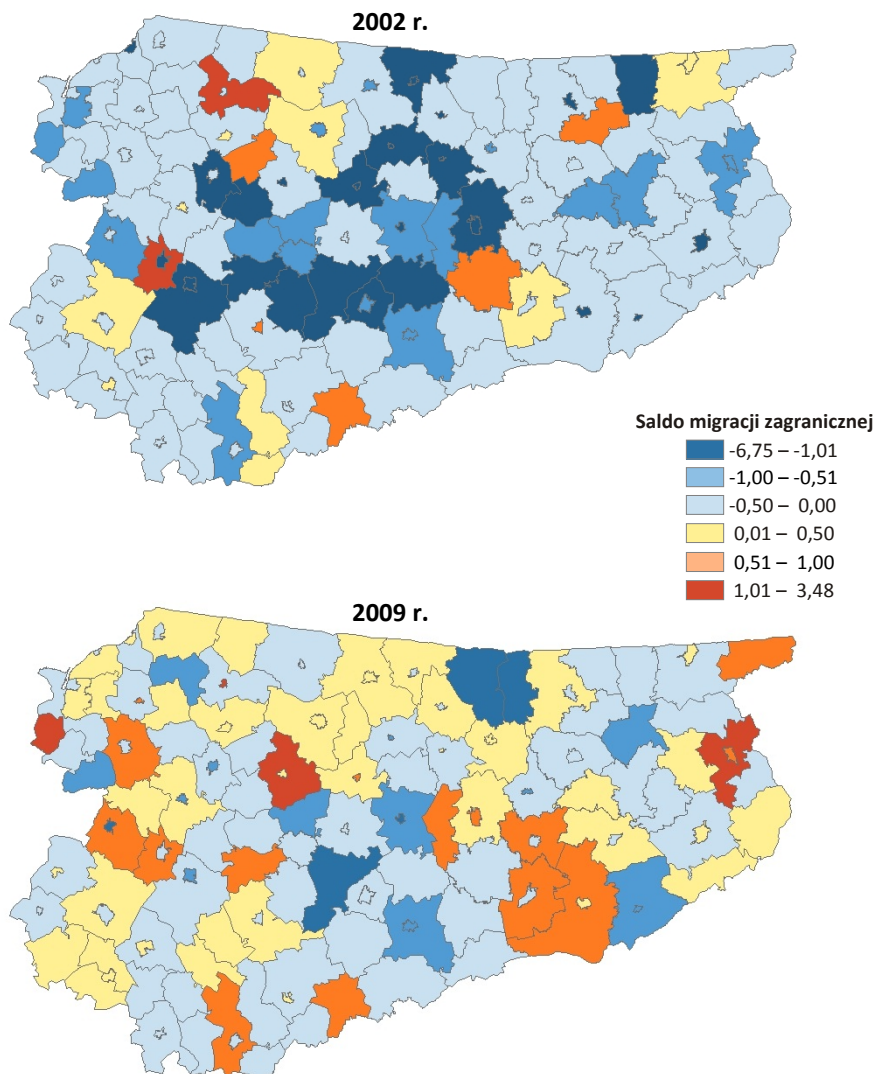 2002 r.
Saldo migracji zagranicznej
-6,75 – -1,01
-1,00 – -0,51
-0,50 – 0,00
0,01 – 0,50
0,51 – 1,00
1,01 – 3,48
2009 r.